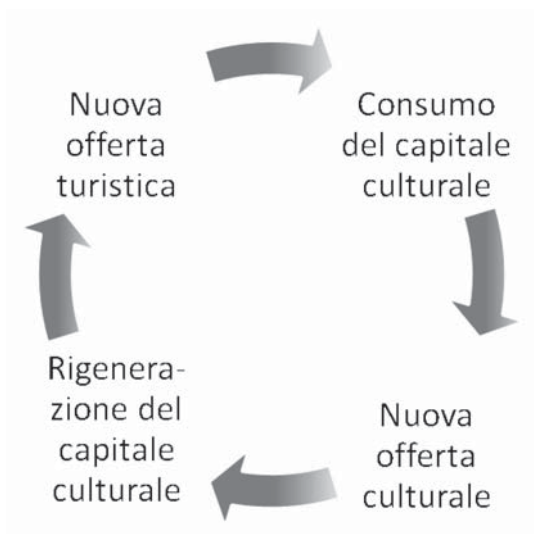 Nuova
offerta
turistica
Consumo
del capitale
culturale
Nuova
offerta
culturale
Rigenera-
zione del
capitale
culturale